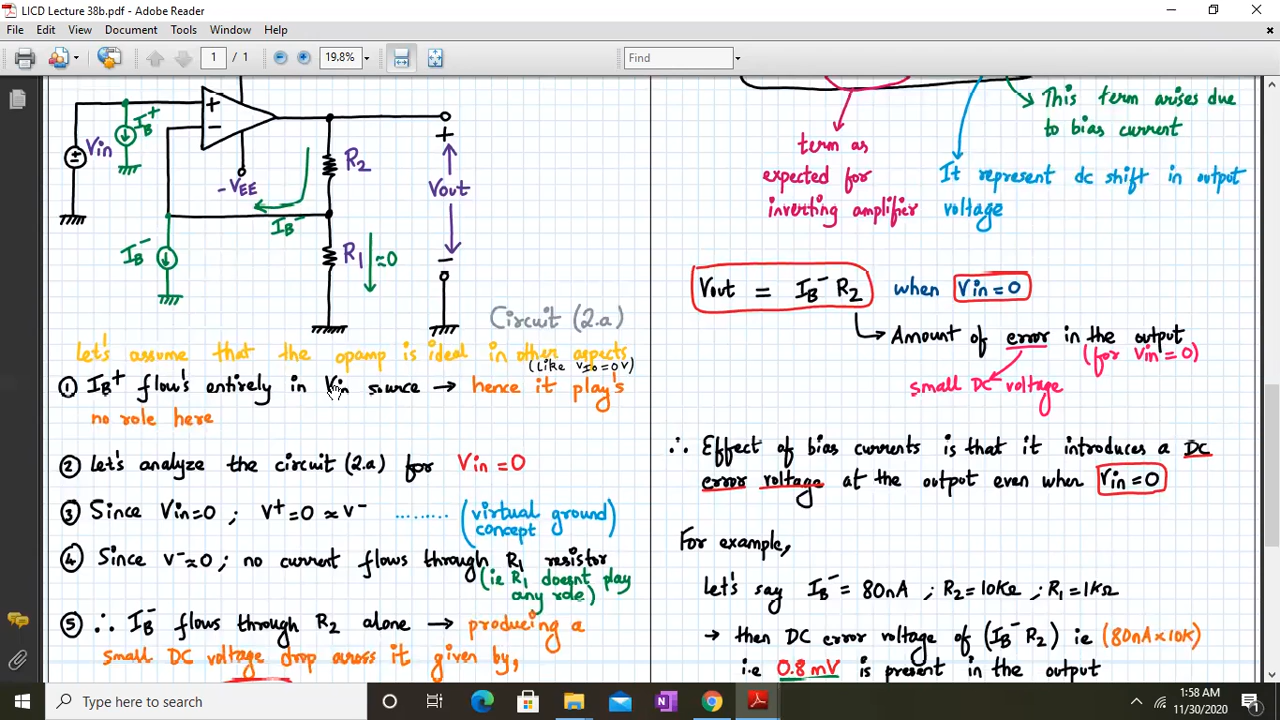 LICD Lecture 38b.pdf - Adobe Reader
File Edit View Document Tools Window Help
1 / 1 19.8% Find
+
-
IB+
Vin
-VEE
R2
+
Vout
-
IB-
IB-
R1
≈0
Circuit (2.a)
Let's assume that the opamp is ideal in other aspects
(like VIO=0V)
① IB+ flow's entirely in Vin source → hence it play's
no role here
② Let's analyze the circuit (2.a) for Vin=0
③ Since Vin=0; V+=0 ≈ V- ........ (virtual ground
concept)
④ Since V-≈0; no current flows through R1 resistor
(ie R1 doesnt play
any role)
⑤ ∴ IB- flows through R2 alone → producing a
small DC voltage drop across it given by,
This term arises due
to bias current
term as
expected for
inverting amplifier
It represent dc shift in output
voltage
Vout = IB- R2 when Vin=0
↳ Amount of error in the output
(for Vin=0)
small DC voltage
∴ Effect of bias currents is that it introduces a DC
error voltage at the output even when Vin=0
For example,
Let's say IB- = 80nA ; R2=10KΩ ; R1=1KΩ
→ then DC error voltage of (IB- R2) ie (80nA×10K)
i.e 0.8mV is present in the output
Type here to search
1:58 AM
11/30/2020
1